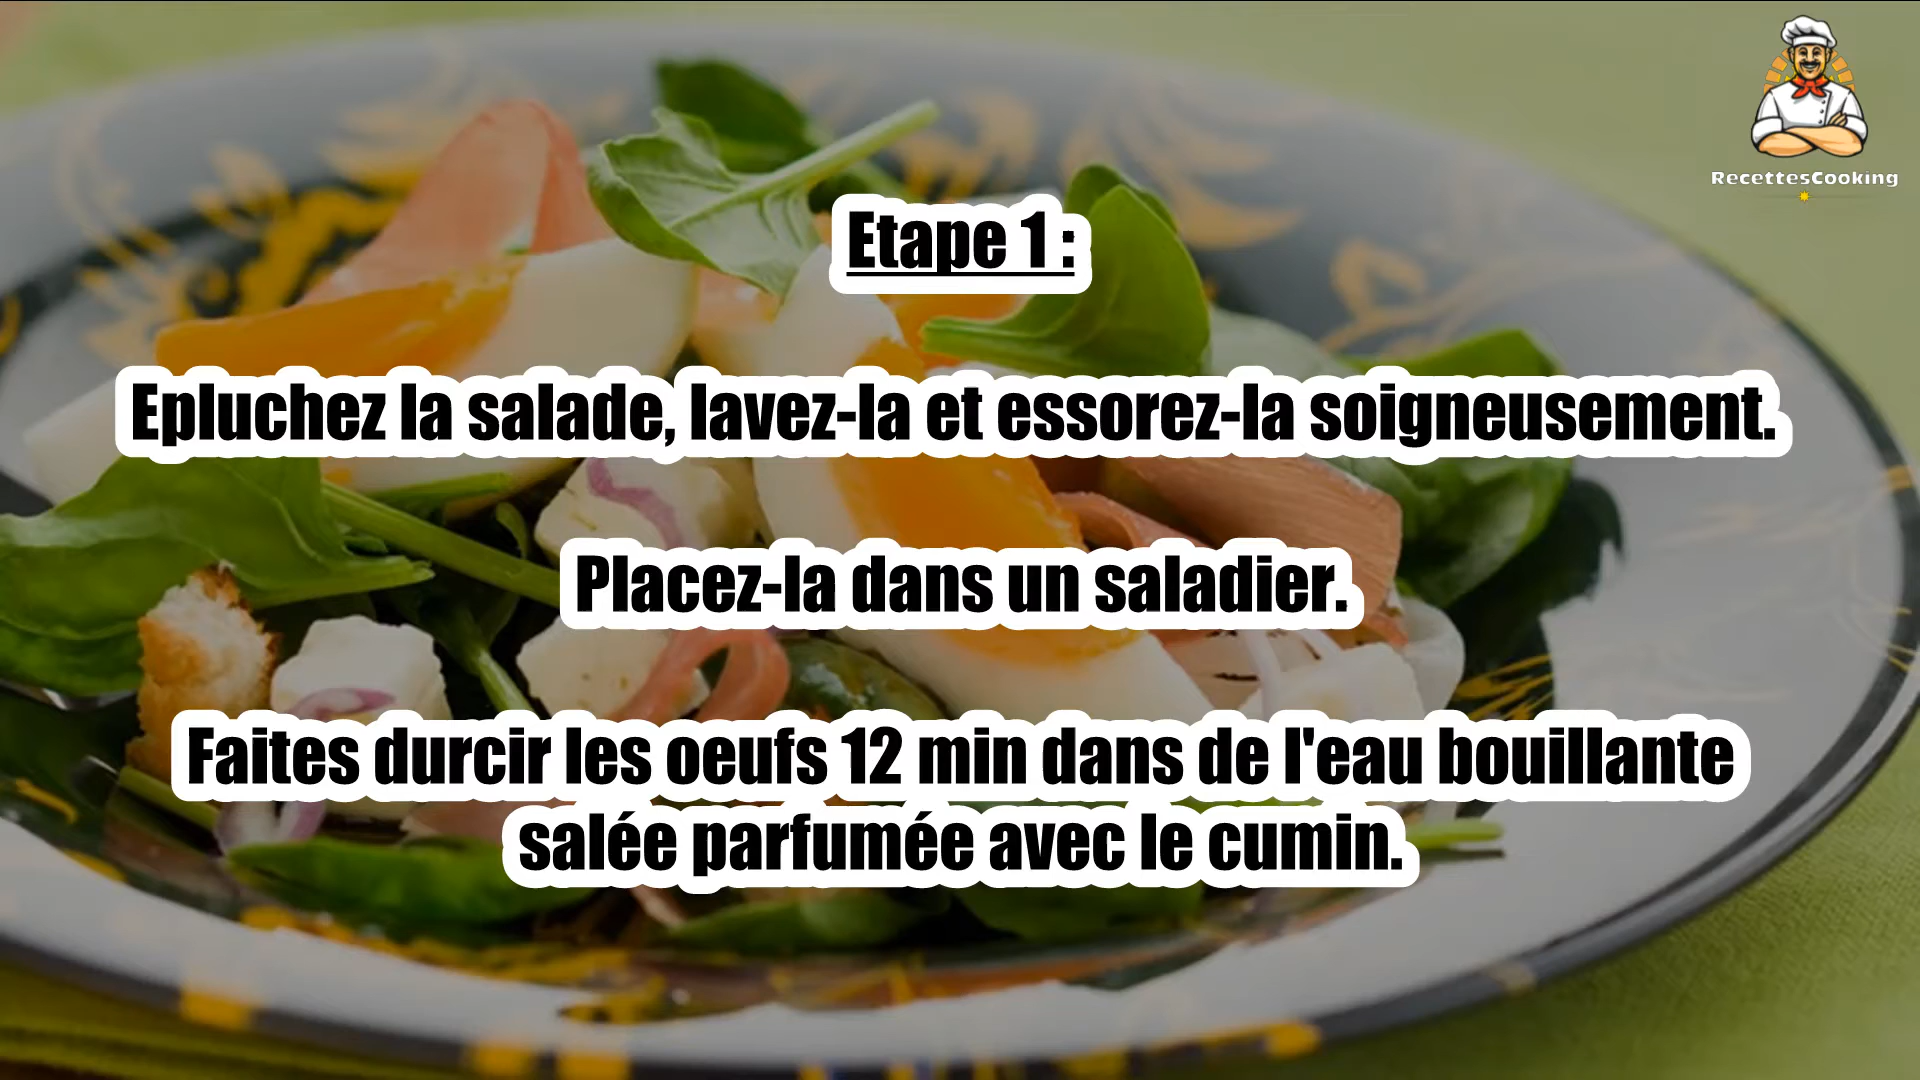 RecettesCooking
Etape 1 :
Epluchez la salade, lavez-la et essorez-la soigneusement.
Placez-la dans un saladier.
Faites durcir les oeufs 12 min dans de l'eau bouillante
salée parfumée avec le cumin.